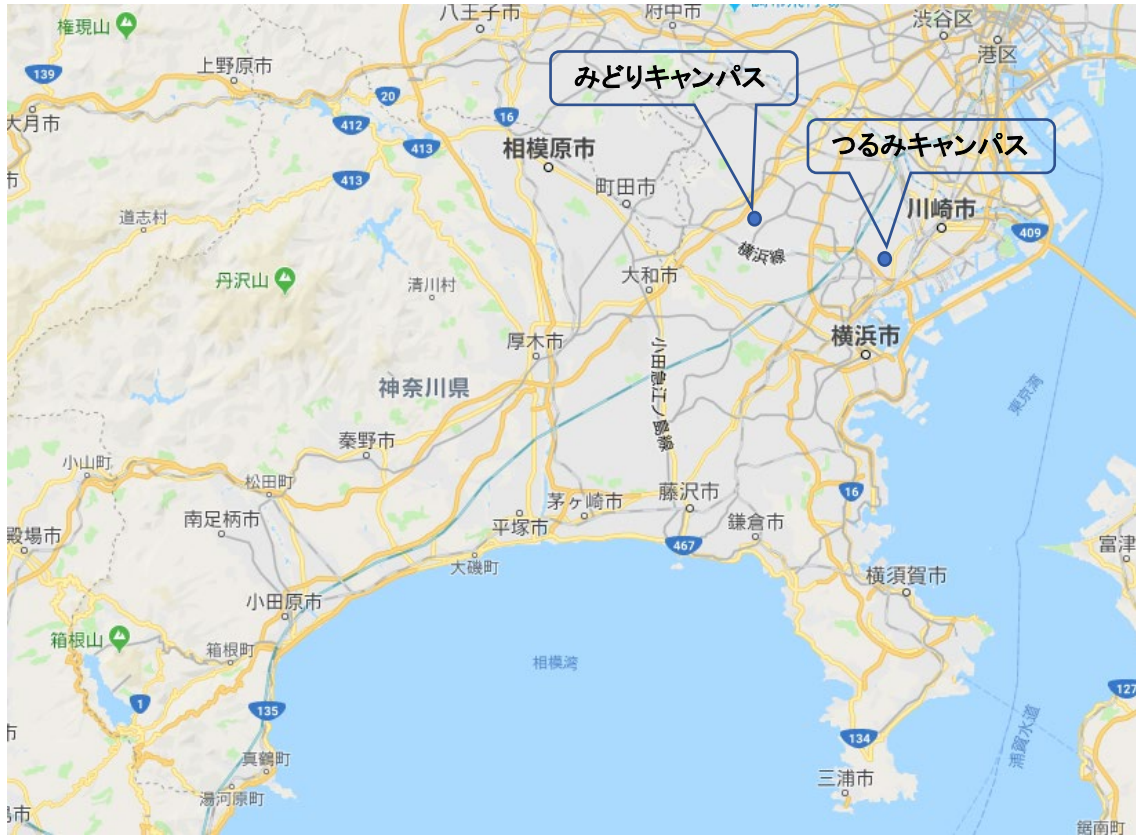 権現山
八王子市
府中市
渋谷区
港区
139
上野原市
みどりキャンパス
20
16
大月市
412
つるみキャンパス
413
相模原市
413
町田市
川崎市
道志村
409
横浜線
丹沢山
清川村
大和市
厚木市
横浜市
神奈川県
小田急江ノ島線
東京湾
秦野市
小山町
松田町
16
茅ヶ崎市
藤沢市
南足柄市
平塚市
鎌倉市
殿場市
467
富津
大磯町
横須賀市
小田原市
箱根山
箱根町
相模湾
127
1
135
浦賀水道
134
市
真鶴町
三浦市
湯河原町
島市
鋸南町